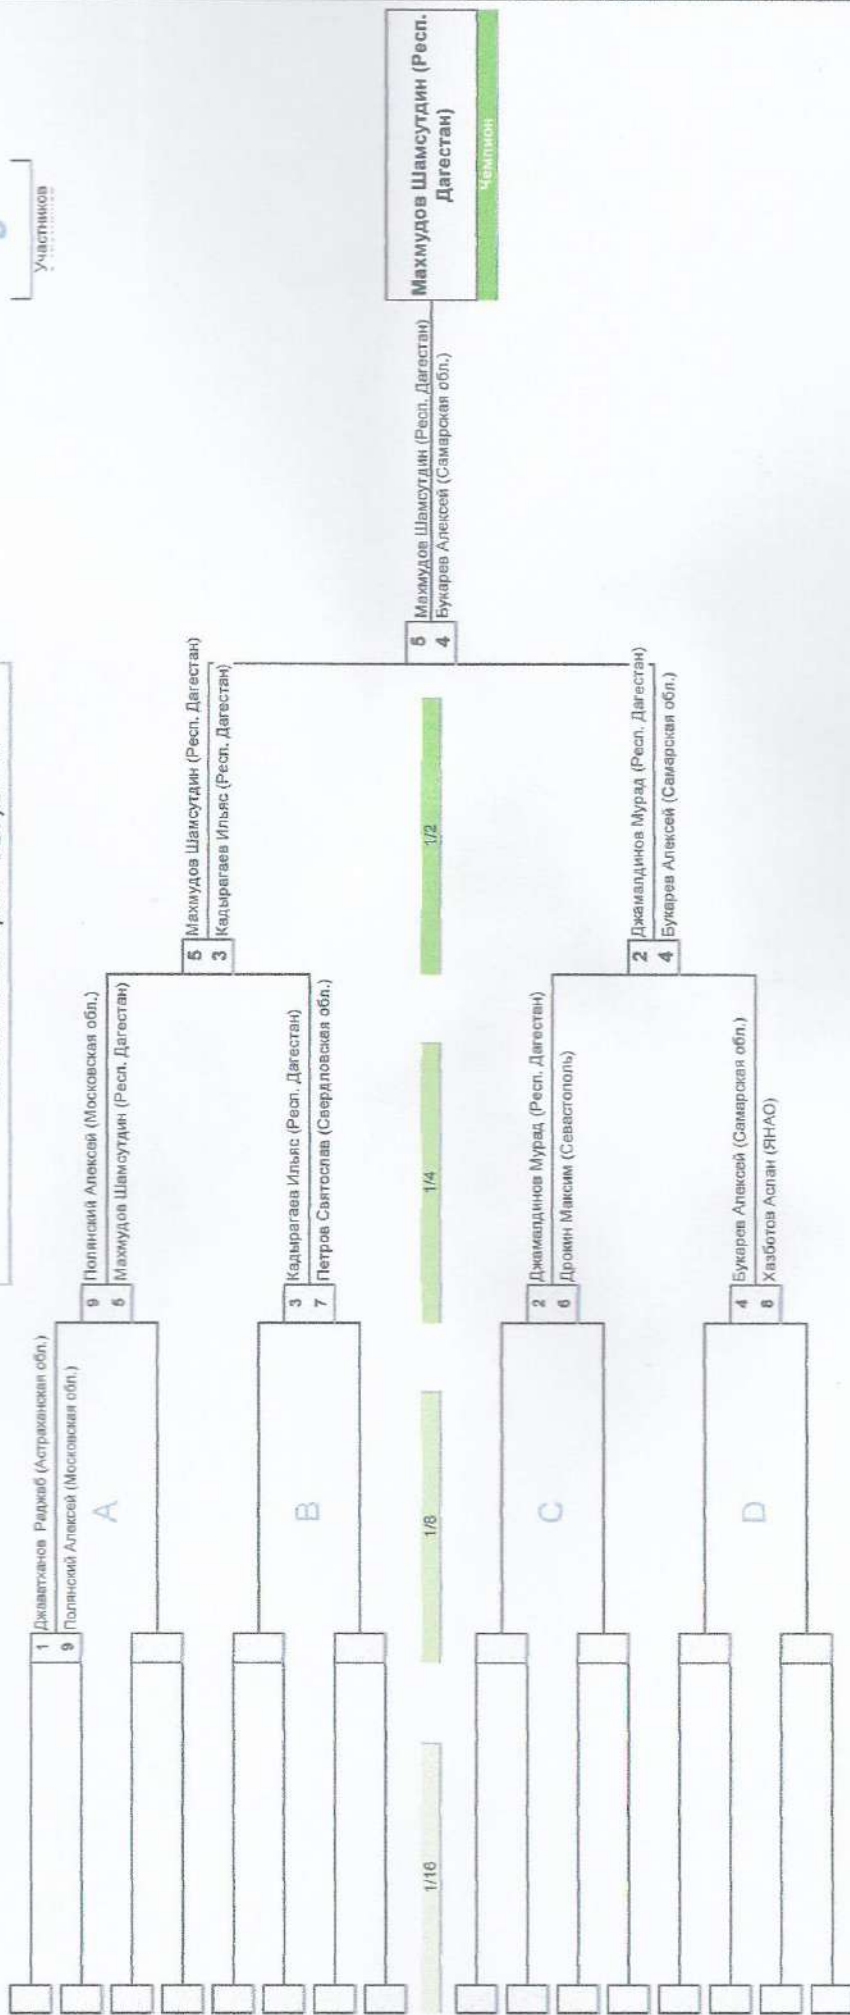 Участников
1 Джаватханов Раджаб (Астраханская обл.)
9 Полянский Алексей (Московская обл.)
A
B
C
D
9 Полянский Алексей (Московская обл.)
5 Махмудов Шамсутдин (Респ. Дагестан)
3 Кадырагаев Ильяс (Респ. Дагестан)
7 Петров Святослав (Свердловская обл.)
2 Джамалдинов Мурад (Респ. Дагестан)
6 Дрокин Максим (Севастополь)
4 Букарев Алексей (Самарская обл.)
8 Хазботов Аслан (ЯНАО)
5 Махмудов Шамсутдин (Респ. Дагестан)
3 Кадырагаев Ильяс (Респ. Дагестан)
2 Джамалдинов Мурад (Респ. Дагестан)
4 Букарев Алексей (Самарская обл.)
5 Махмудов Шамсутдин (Респ. Дагестан)
4 Букарев Алексей (Самарская обл.)
Махмудов Шамсутдин (Респ.
Дагестан)
Чемпион
1/16
1/8
1/4
1/2